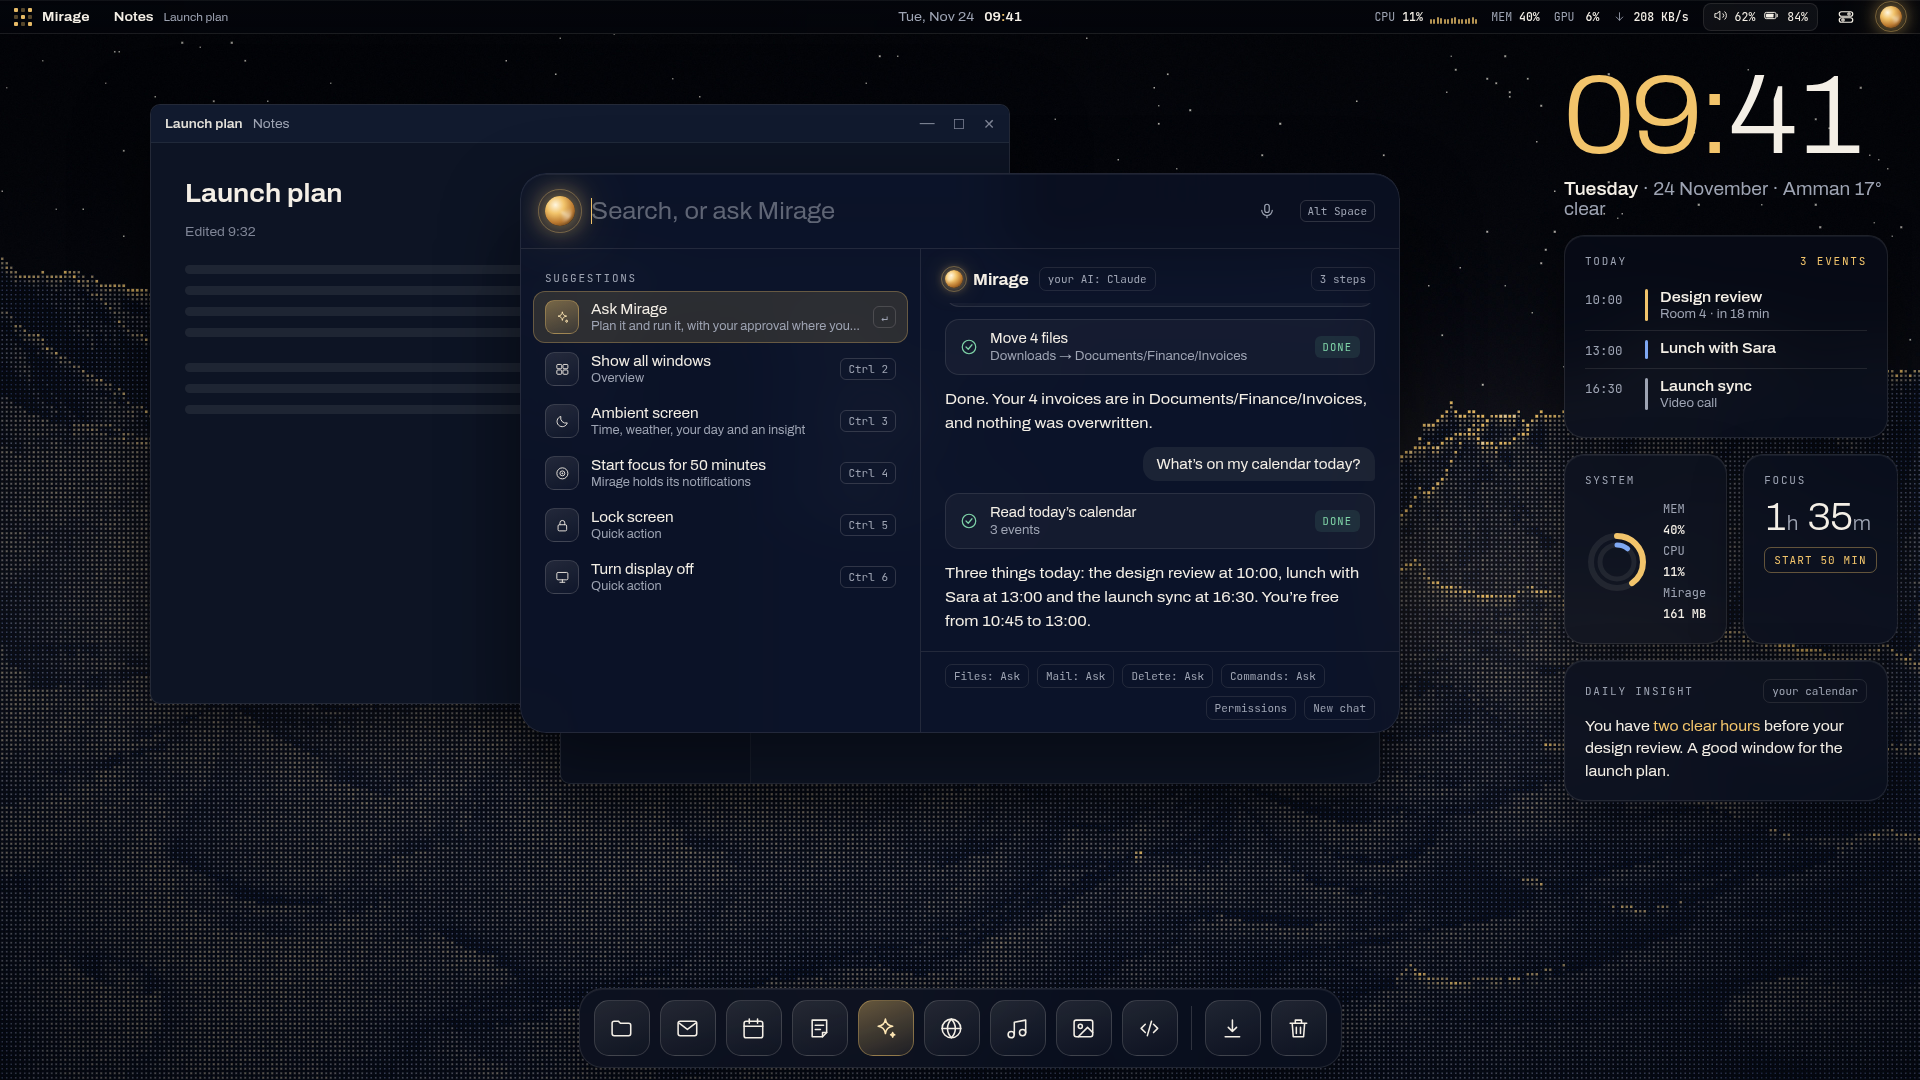 Mirage Notes Launch plan
Tue, Nov 24 09:41
CPU 11% MEM 40% GPU 6% ↓ 208 KB/s 62% 84%
Launch plan Notes
Launch plan
Edited 9:32
Search, or ask Mirage
Alt Space
SUGGESTIONS
Ask Mirage
Plan it and run it, with your approval where you...
↵
Show all windows
Overview
Ctrl 2
Ambient screen
Time, weather, your day and an insight
Ctrl 3
Start focus for 50 minutes
Mirage holds its notifications
Ctrl 4
Lock screen
Quick action
Ctrl 5
Turn display off
Quick action
Ctrl 6
Mirage your AI: Claude 3 steps
Move 4 files
Downloads → Documents/Finance/Invoices
DONE
Done. Your 4 invoices are in Documents/Finance/Invoices,
and nothing was overwritten.
What’s on my calendar today?
Read today’s calendar
3 events
DONE
Three things today: the design review at 10:00, lunch with
Sara at 13:00 and the launch sync at 16:30. You’re free
from 10:45 to 13:00.
Files: Ask Mail: Ask Delete: Ask Commands: Ask
Permissions New chat
09:41
Tuesday · 24 November · Amman 17°
clear
TODAY 3 EVENTS
10:00 Design review
Room 4 · in 18 min
13:00 Lunch with Sara
16:30 Launch sync
Video call
SYSTEM
MEM
40%
CPU
11%
Mirage
161 MB
FOCUS
1h 35m
START 50 MIN
DAILY INSIGHT your calendar
You have two clear hours before your
design review. A good window for the
launch plan.